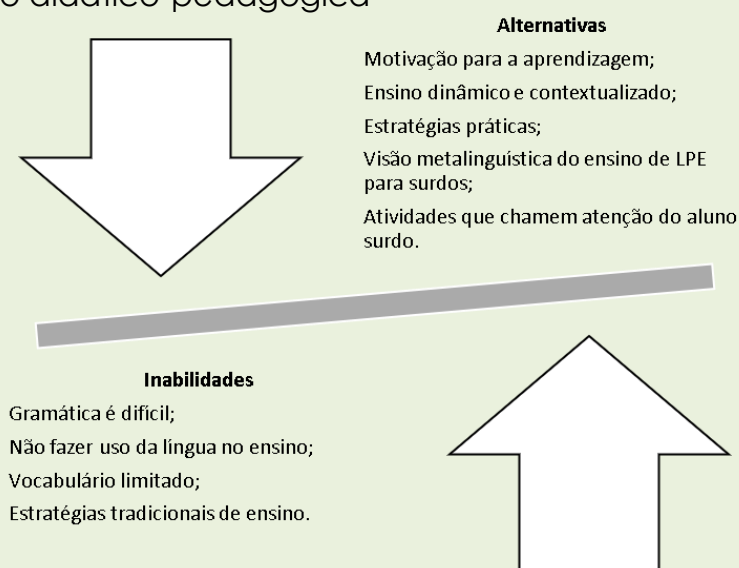 o didático-pedagógica
Alternativas
Motivação para a aprendizagem;
Ensino dinâmico e contextualizado;
Estratégias práticas;
Visão metalinguística do ensino de LPE
para surdos;
Atividades que chamem atenção do aluno
surdo.
Inabilidades
Gramática é difícil;
Não fazer uso da língua no ensino;
Vocabulário limitado;
Estratégias tradicionais de ensino.